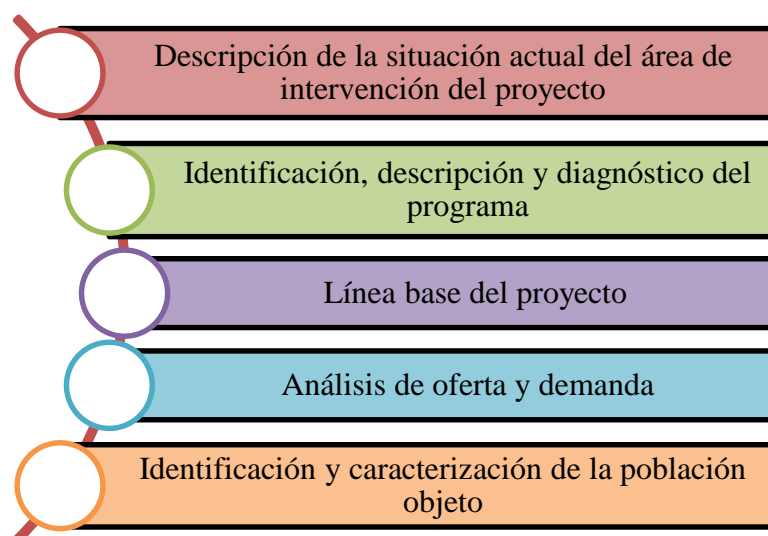 Descripción de la situación actual del área de
intervención del proyecto
Identificación, descripción y diagnóstico del
programa
Línea base del proyecto
Análisis de oferta y demanda
Identificación y caracterización de la población
objeto